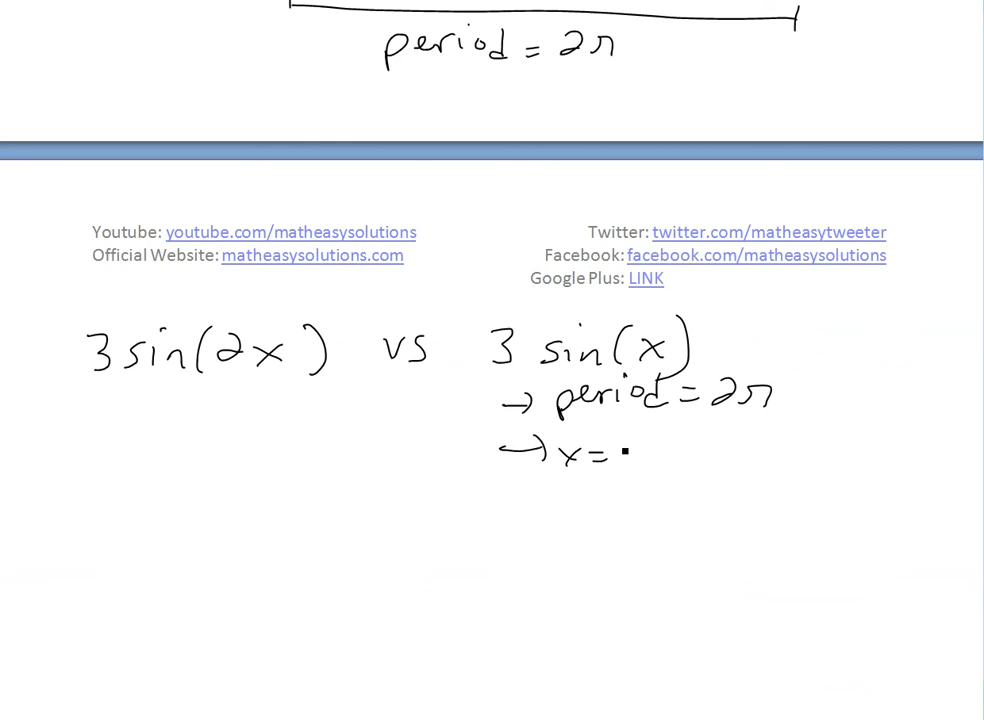 period = 2π
Youtube: youtube.com/matheasysolutions
Twitter: twitter.com/matheasytweeter
Official Website: matheasysolutions.com
Facebook: facebook.com/matheasysolutions
Google Plus: LINK
3 sin(2x) vs 3 sin(x)
→ period = 2π
↪ x =